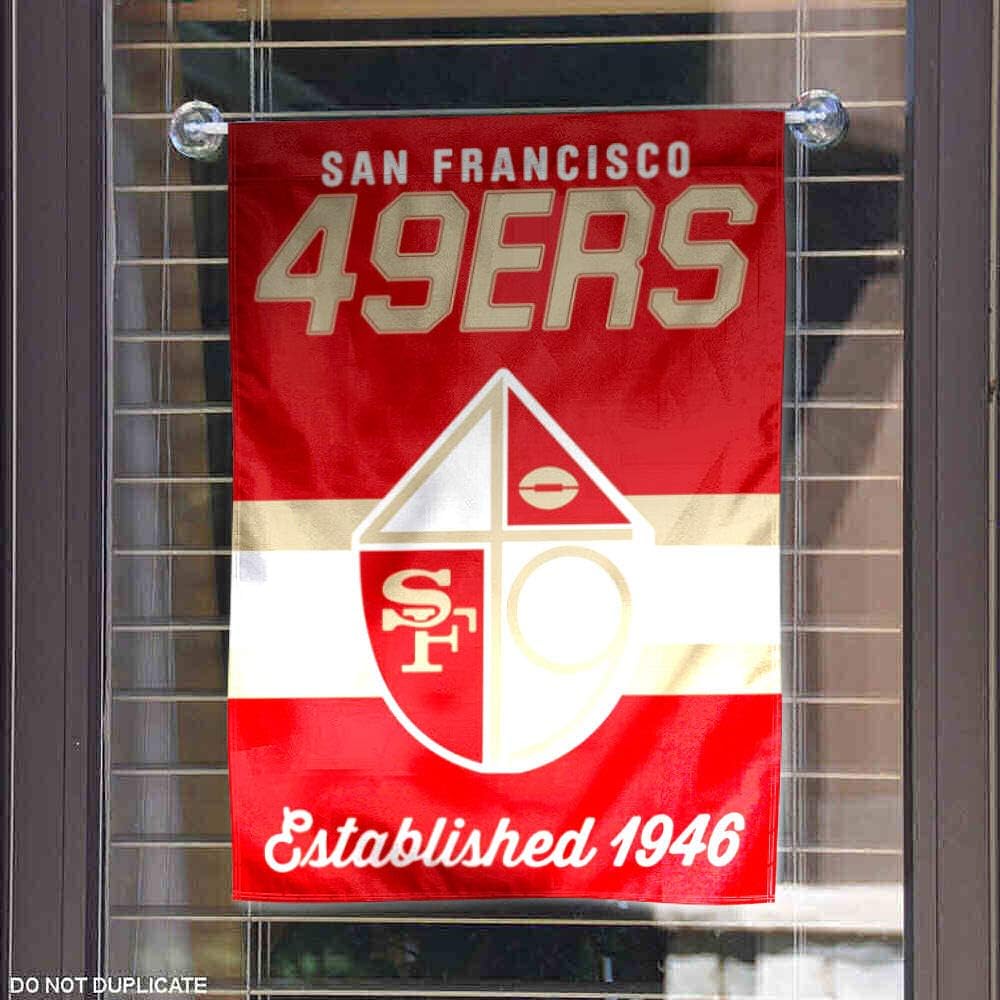 SAN FRANCISCO
49ERS
SF
Established 1946
DO NOT DUPLICATE